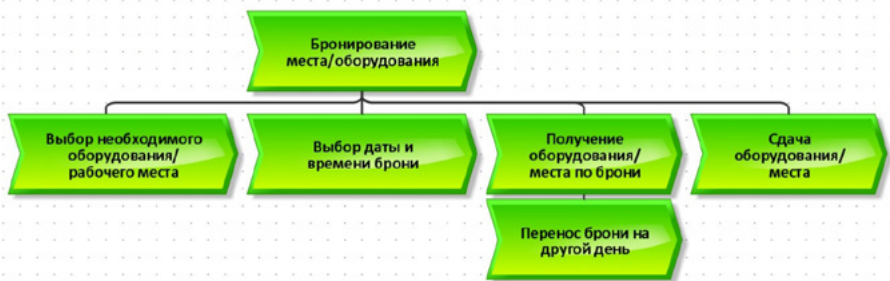 Бронирование
места/оборудования
Выбор необходимого
оборудования/
рабочего места
Выбор даты и
времени брони
Получение
оборудования/
места по брони
Сдача
оборудования/
места
Перенос брони на
другой день